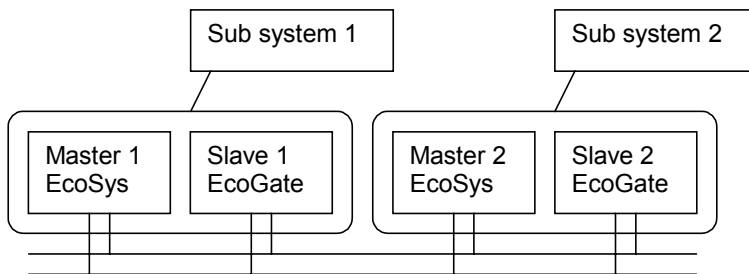 Sub system 1
Sub system 2
Master 1
EcoSys
Slave 1
EcoGate
Master 2
EcoSys
Slave 2
EcoGate